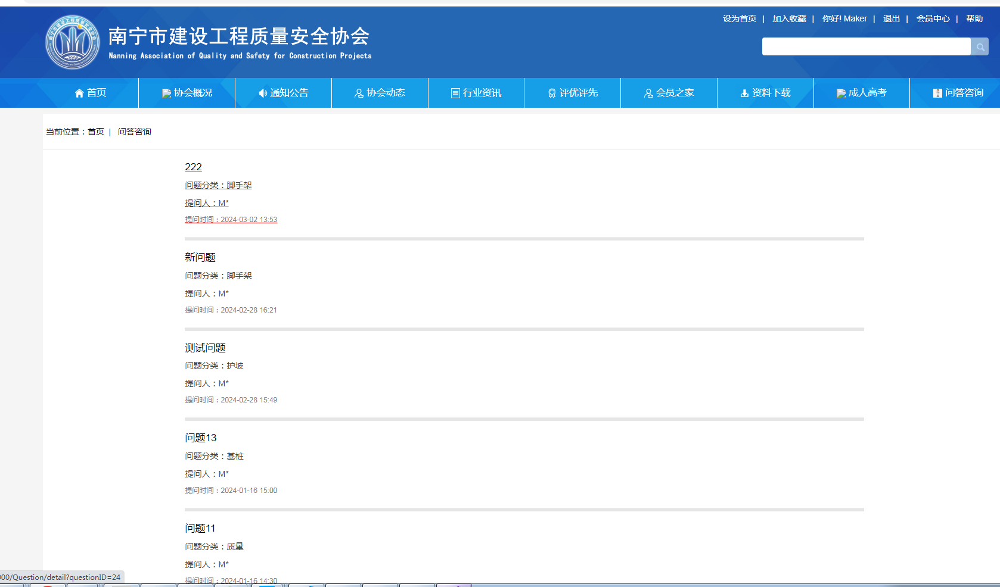 设为首页 | 加入收藏 | 你好! Maker | 退出 | 会员中心 | 帮助
南宁市建设工程质量安全协会
Nanning Association of Quality and Safety for Construction Projects
首页 协会概况 通知公告 协会动态 行业资讯 评优评先 会员之家 资料下载 成人高考 问答咨询
当前位置：首页 | 问答咨询
222
问题分类：脚手架
提问人：M*
提问时间：2024-03-02 13:53
新问题
问题分类：脚手架
提问人：M*
提问时间：2024-02-28 16:21
测试问题
问题分类：护坡
提问人：M*
提问时间：2024-02-28 15:49
问题13
问题分类：基桩
提问人：M*
提问时间：2024-01-16 15:00
问题11
问题分类：质量
提问人：M*
提问时间：2024-01-16 14:30
000/Question/detail?questionID=24